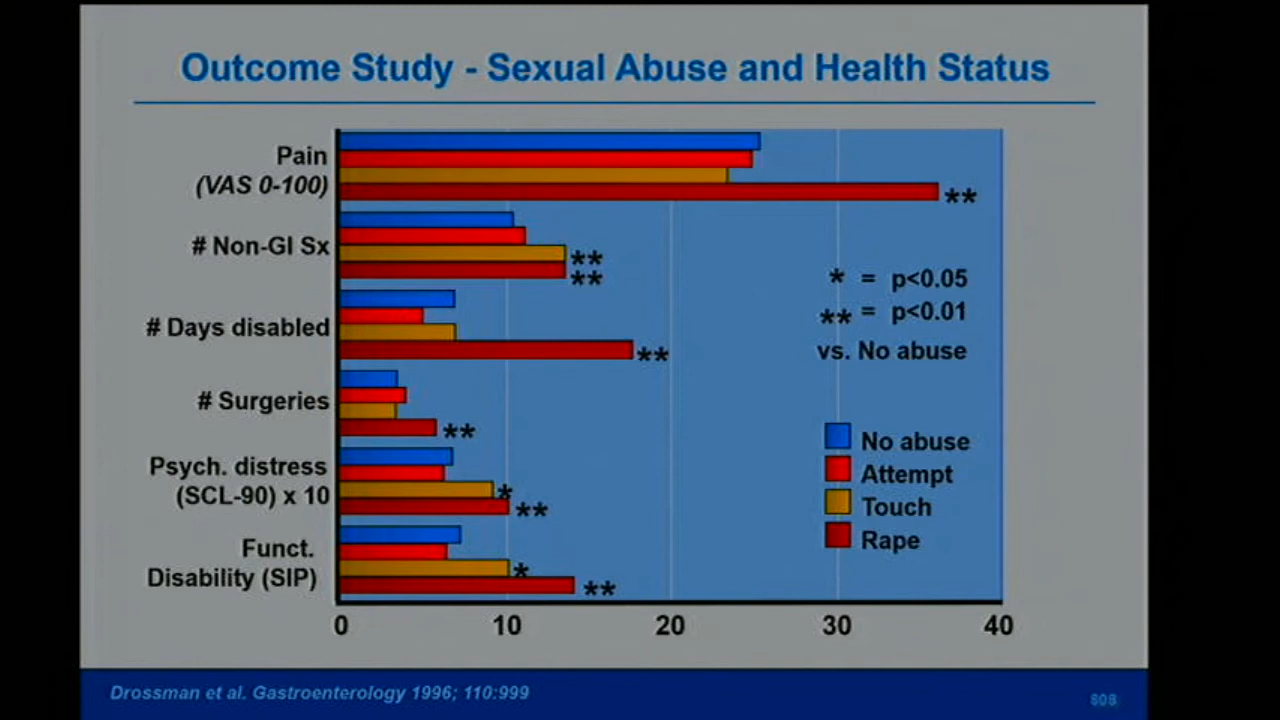 Outcome Study - Sexual Abuse and Health Status
Pain
(VAS 0-100)
**
# Non-GI Sx
**
**
# Days disabled
**
# Surgeries
**
Psych. distress
(SCL-90) x 10
*
**
Funct.
Disability (SIP)
*
**
* = p<0.05
** = p<0.01
vs. No abuse
No abuse
Attempt
Touch
Rape
0 10 20 30 40
Drossman et al. Gastroenterology 1996; 110:999
808